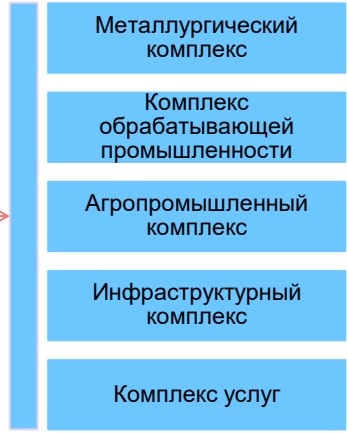 Металлургический
комплекс
Комплекс
обрабатывающей
промышленности
Агропромышленный
комплекс
Инфраструктурный
комплекс
Комплекс услуг